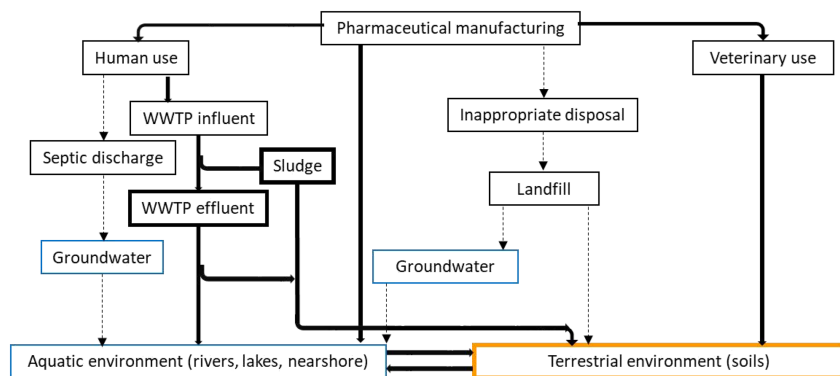 Pharmaceutical manufacturing
Human use
Veterinary use
WWTP influent
Inappropriate disposal
Septic discharge
Sludge
Landfill
WWTP effluent
Groundwater
Groundwater
Aquatic environment (rivers, lakes, nearshore)
Terrestrial environment (soils)